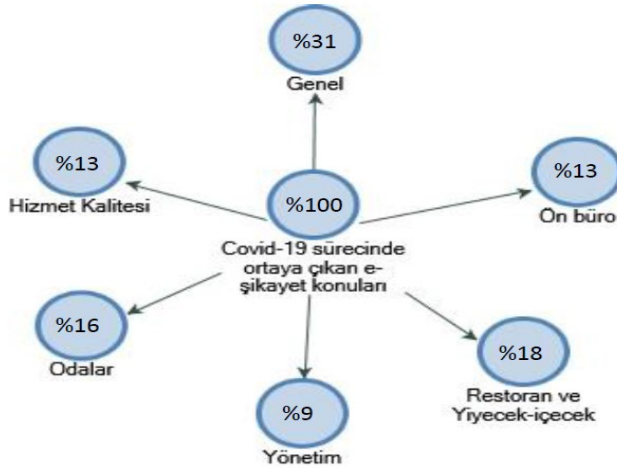 %31
Genel
%13
Hizmet Kalitesi
%13
Ön büro
%100
Covid-19 sürecinde
ortaya çıkan e-
şikayet konuları
%16
Odalar
%18
Restoran ve
Yiyecek-içecek
%9
Yönetim